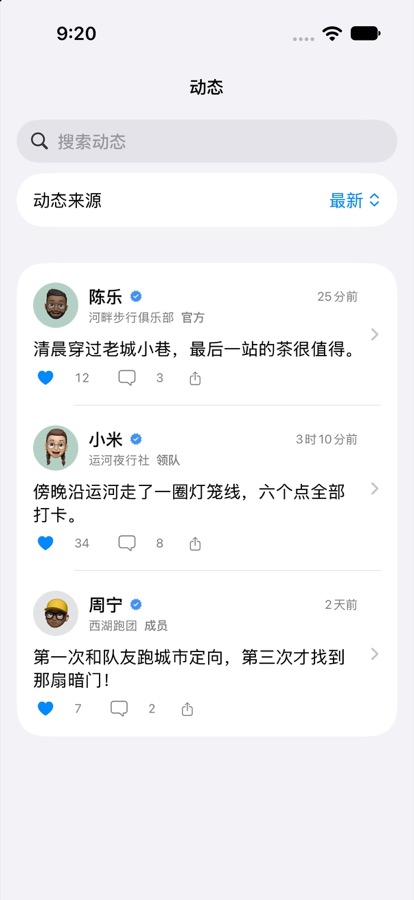 9:20
动态
搜索动态
动态来源 最新
陈乐 25分前
河畔步行俱乐部 官方
清晨穿过老城小巷，最后一站的茶很值得。
12 3
小米 3时10分前
运河夜行社 领队
傍晚沿运河走了一圈灯笼线，六个点全部
打卡。
34 8
周宁 2天前
西湖跑团 成员
第一次和队友跑城市定向，第三次才找到
那扇暗门！
7 2